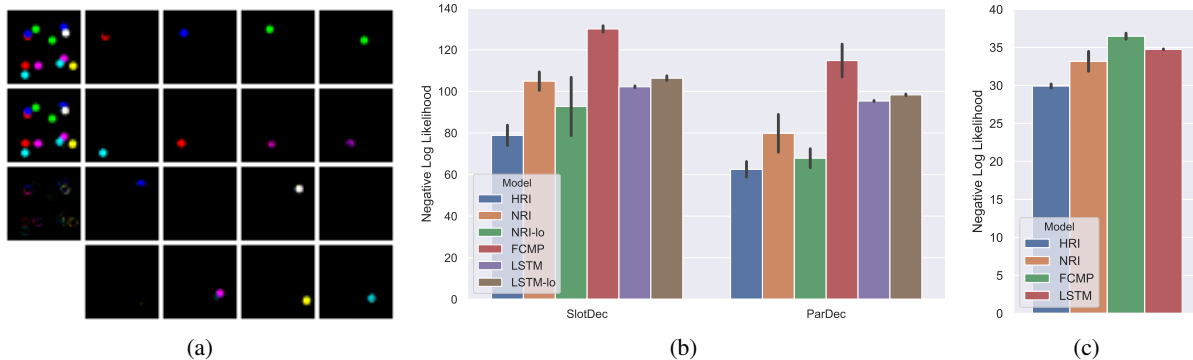 (a)
Negative Log Likelihood
140
120
100
80
60
40
20
0
Model
HRI
NRI
NRI-lo
FCMP
LSTM
LSTM-lo
SlotDec
ParDec
(b)
Negative Log Likelihood
40
35
30
25
20
15
10
5
0
Model
HRI
NRI
FCMP
LSTM
(c)